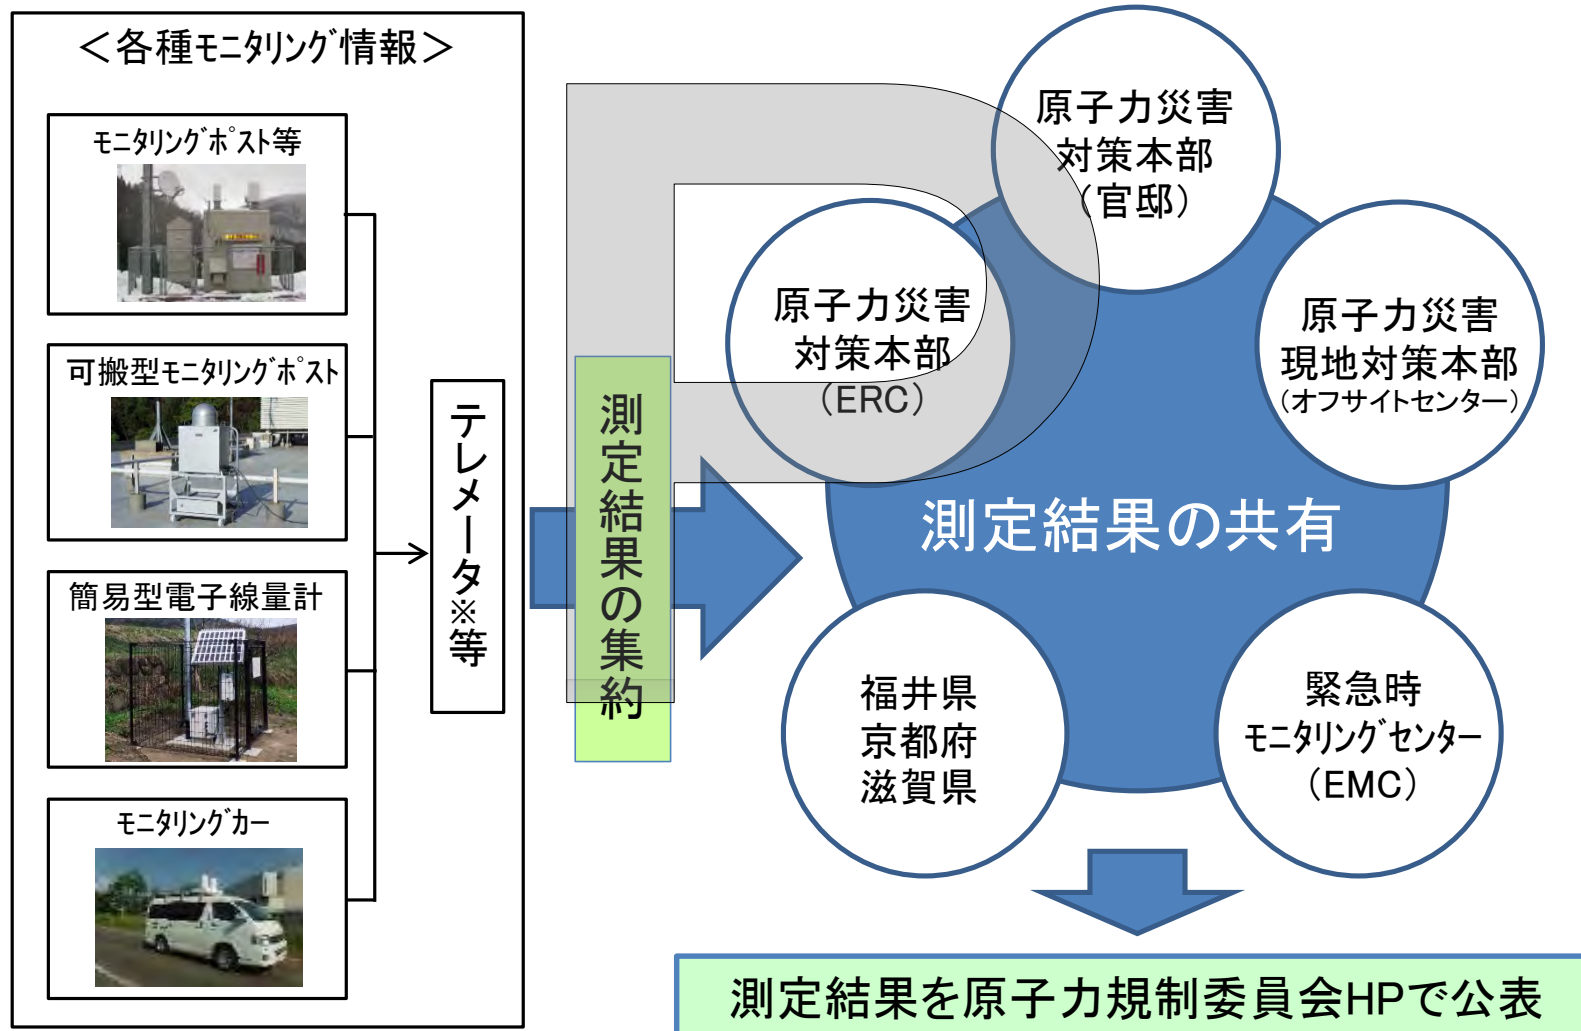 ＜各種ﾓﾆﾀﾘﾝｸﾞ情報＞
ﾓﾆﾀﾘﾝｸﾞﾎﾟｽﾄ等
可搬型ﾓﾆﾀﾘﾝｸﾞﾎﾟｽﾄ
簡易型電子線量計
ﾓﾆﾀﾘﾝｸﾞｶｰ
テレメータ※等
測定結果の集約
原子力災害
対策本部
（官邸）
原子力災害
対策本部
（ERC）
原子力災害
現地対策本部
（オフサイトセンター）
測定結果の共有
福井県
京都府
滋賀県
緊急時
ﾓﾆﾀﾘﾝｸﾞｾﾝﾀｰ
（EMC）
測定結果を原子力規制委員会HPで公表